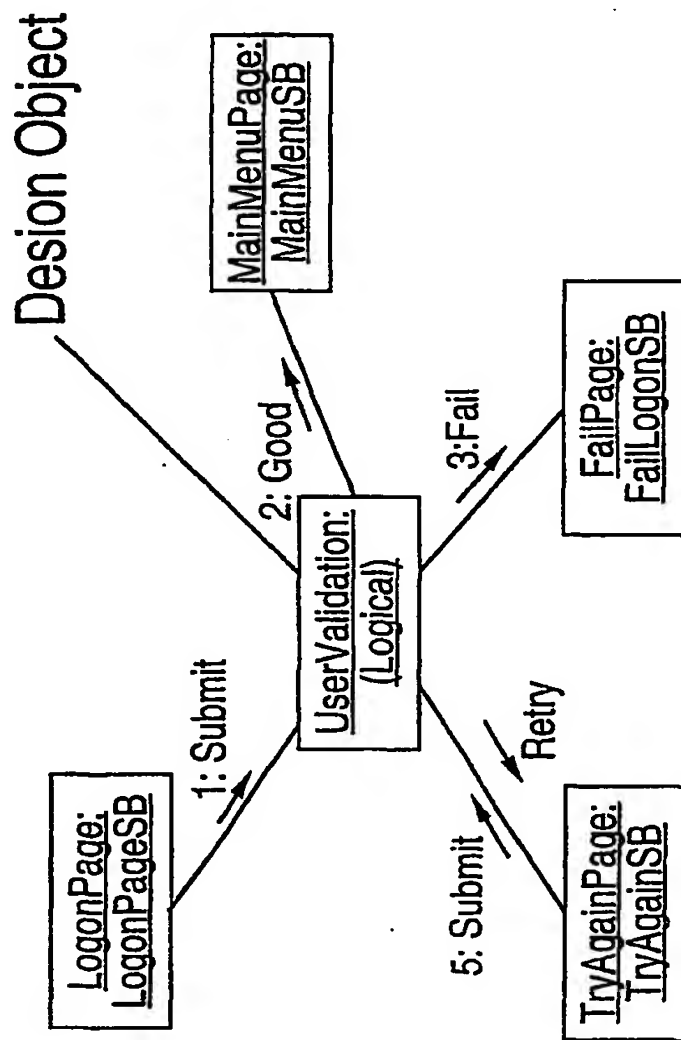 Desion Object
LogonPage:
LogonPageSB
1: Submit
2: Good
MainMenuPage:
MainMenuSB
UserValidation:
(Logical)
5: Submit
Retry
3:Fail
TryAgainPage:
TryAgainSB
FailPage:
FailLogonSB